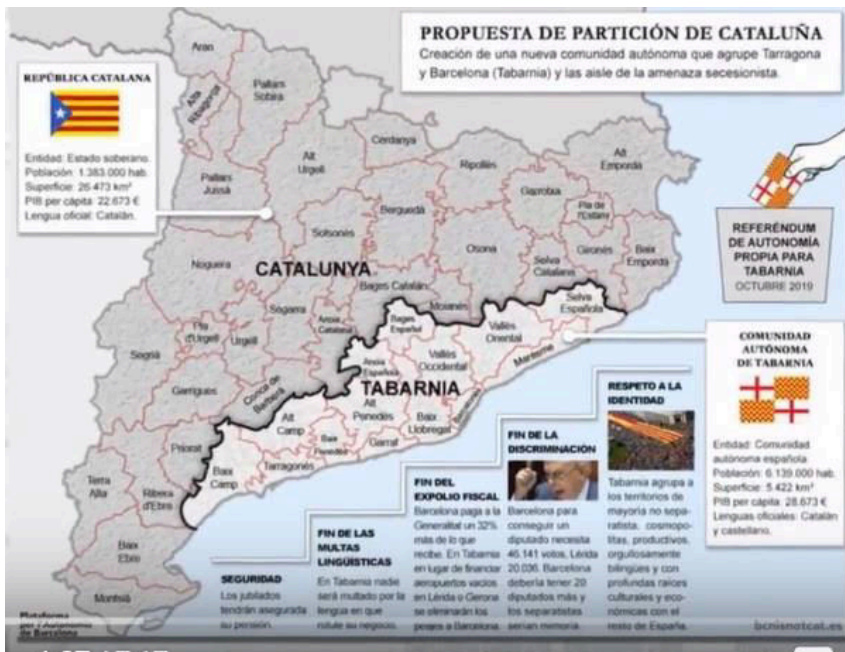 PROPUESTA DE PARTICIÓN DE CATALUÑA
Creación de una nueva comunidad autónoma que agrupe Tarragona
y Barcelona (Tabarnia) y las aisle de la amenaza secesionista.
REPÚBLICA CATALANA
Entidad: Estado soberano.
Población: 1.383.000 hab.
Superficie: 26.473 km²
PIB per cápita: 22.673 €
Lengua oficial: Catalán.
Aran
Alta
Ribagorça
Pallars
Sobirà
Pallars
Jussà
Alt
Urgell
Cerdanya
Ripollès
Garrotxa
Alt
Empordà
Pla de
l'Estany
Berguedà
Solsonès
Osona
Gironès
Baix
Empordà
Selva
Catalana
Noguera
CATALUNYA
Bages Catalán
Moianès
Segarra
Anoia
Catalana
Pla
d'Urgell
Urgell
Segrià
Garrigues
Conca de
Barberà
Priorat
Terra
Alta
Ribera
d'Ebre
Baix
Ebre
Montsià
Selva
Española
Bages
Español
Vallès
Oriental
Maresme
Anoia
Española
Vallès
Occidental
TABARNIA
Alt
Penedès
Baix
Llobregat
Barcelonès
Alt
Camp
Baix
Penedès
Garraf
Baix
Camp
Tarragonès
REFERÉNDUM
DE AUTONOMÍA
PROPIA PARA
TABARNIA
OCTUBRE 2019
COMUNIDAD
AUTÓNOMA
DE TABARNIA
Entidad: Comunidad
autónoma española
Población: 6.139.000 hab.
Superficie: 5.422 km²
PIB per cápita: 28.673 €
Lenguas oficiales: Catalán
y castellano.
SEGURIDAD
Los jubilados
tendrán asegurada
su pensión.
FIN DE LAS
MULTAS
LINGÜÍSTICAS
En Tabarnia nadie
será multado por la
lengua en que
rotule su negocio.
FIN DEL
EXPOLIO FISCAL
Barcelona paga a la
Generalitat un 32%
más de lo que
recibe. En Tabarnia
en lugar de financiar
aeropuertos vacíos
en Lérida o Gerona
se eliminarán los
peajes a Barcelona.
FIN DE LA
DISCRIMINACIÓN
Barcelona para
conseguir un
diputado necesita
46.141 votos, Lérida
20.036. Barcelona
debería tener 20
diputados más y
los separatistas
serían memoria.
RESPETO A LA
IDENTIDAD
Tabarnia agrupa a
los territorios de
mayoría no sepa-
ratista, cosmopo-
litas, productivos,
orgullosamente
bilingües y con
profundas raíces
culturales y eco-
nómicas con el
resto de España.
Plataforma
per l'Autonomia
de Barcelona
bcnisnotcat.es